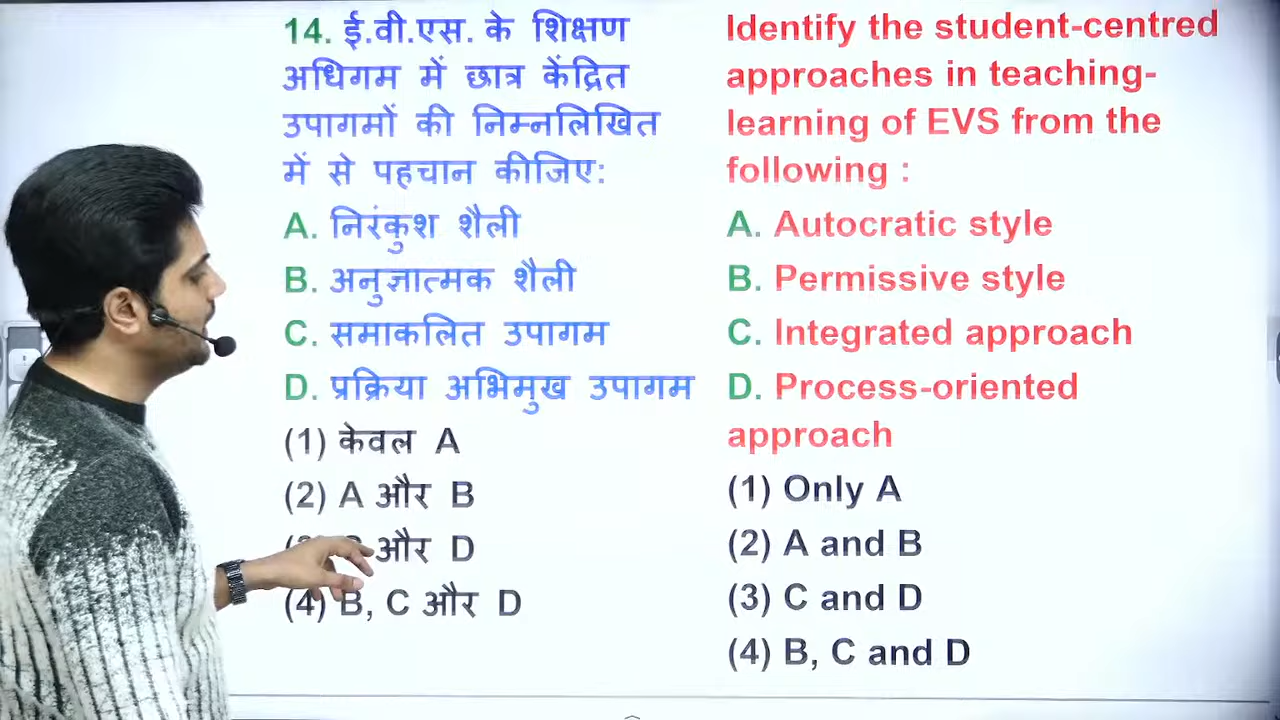 14. ई.वी.एस. के शिक्षण
अधिगम में छात्र केंद्रित
उपागमों की निम्नलिखित
में से पहचान कीजिए:
A. निरंकुश शैली
B. अनुज्ञात्मक शैली
C. समाकलित उपागम
D. प्रक्रिया अभिमुख उपागम
(1) केवल A
(2) A और B
और D
(4) B, C और D
Identify the student-centred
approaches in teaching-
learning of EVS from the
following :
A. Autocratic style
B. Permissive style
C. Integrated approach
D. Process-oriented
approach
(1) Only A
(2) A and B
(3) C and D
(4) B, C and D